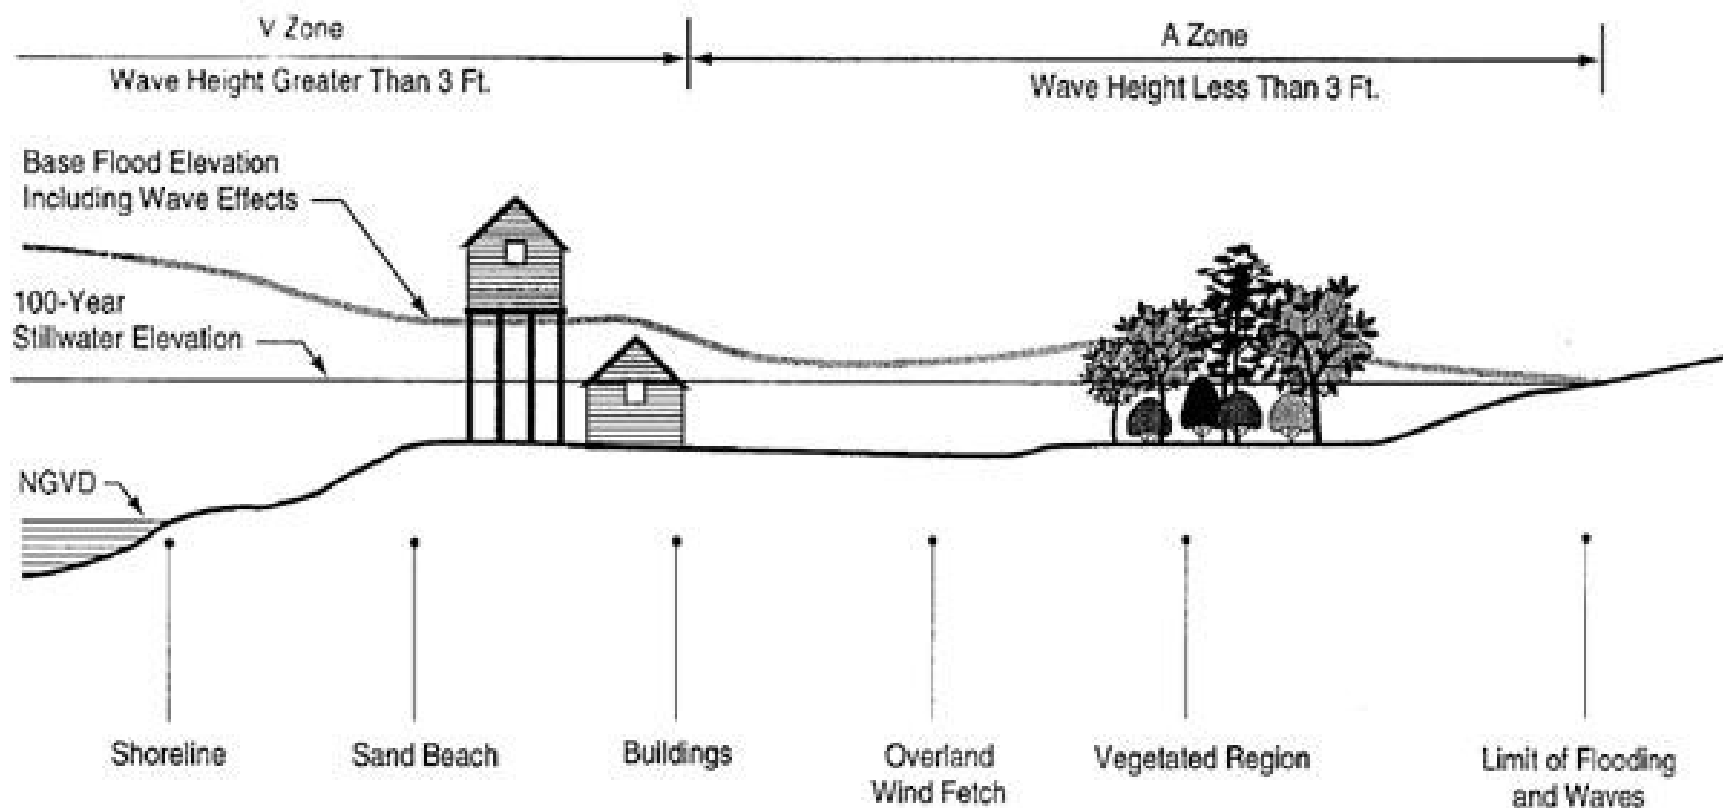 V Zone
A Zone
Wave Height Greater Than 3 Ft.
Wave Height Less Than 3 Ft.
Base Flood Elevation
Including Wave Effects
100-Year
Stillwater Elevation
NGVD
Shoreline
Sand Beach
Buildings
Overland
Wind Fetch
Vegetated Region
Limit of Flooding
and Waves